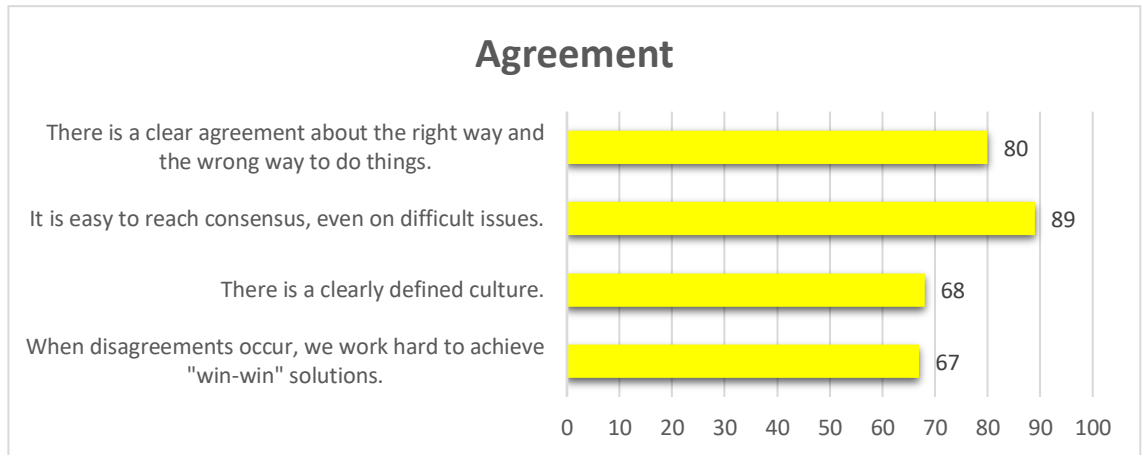 Agreement
There is a clear agreement about the right way and
the wrong way to do things.
80
It is easy to reach consensus, even on difficult issues.
89
There is a clearly defined culture.
68
When disagreements occur, we work hard to achieve
"win-win" solutions.
67
0 10 20 30 40 50 60 70 80 90 100